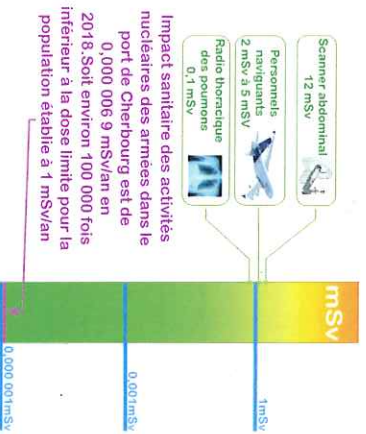 Scanner abdominal
12 mSv
Personnels
naviguants
2 mSv à 5 mSV
Radio thoracique
des poumons
0,1 mSv
mSv
1mSv
0,001mSv
0,000 001mSv
Impact sanitaire des activités
nucléaires des armées dans le
port de Cherbourg est de
0,000 006 9 mSv/an en
2018.Soit environ 100 000 fois
inférieur à la dose limite pour la
population établie à 1 mSv/an